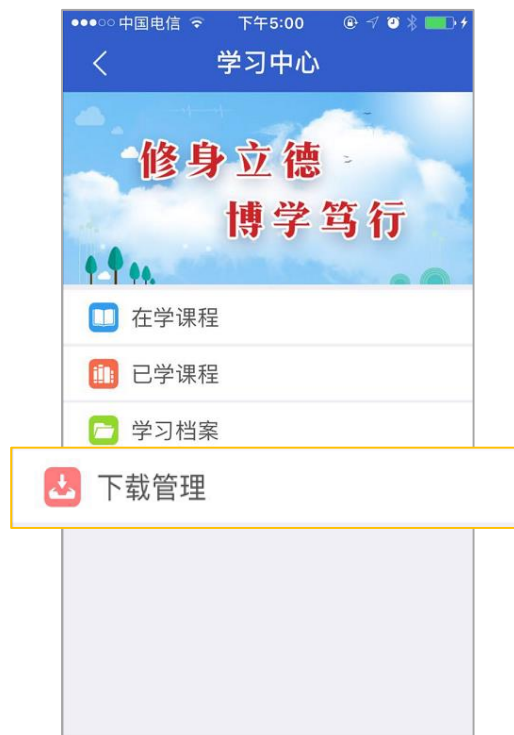 中国电信 下午5:00
学习中心
修身立德
博学笃行
在学课程
已学课程
学习档案
下载管理